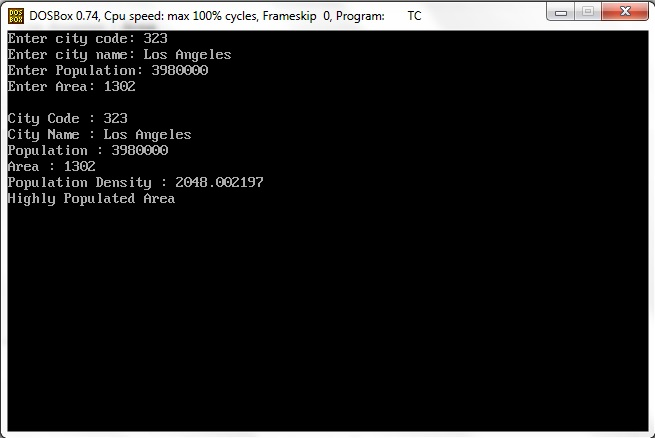 DOS
BOX
DOSBox 0.74, Cpu speed: max 100% cycles, Frameskip 0, Program: TC
Enter city code: 323
Enter city name: Los Angeles
Enter Population: 3980000
Enter Area: 1302
City Code : 323
City Name : Los Angeles
Population : 3980000
Area : 1302
Population Density : 2048.002197
Highly Populated Area